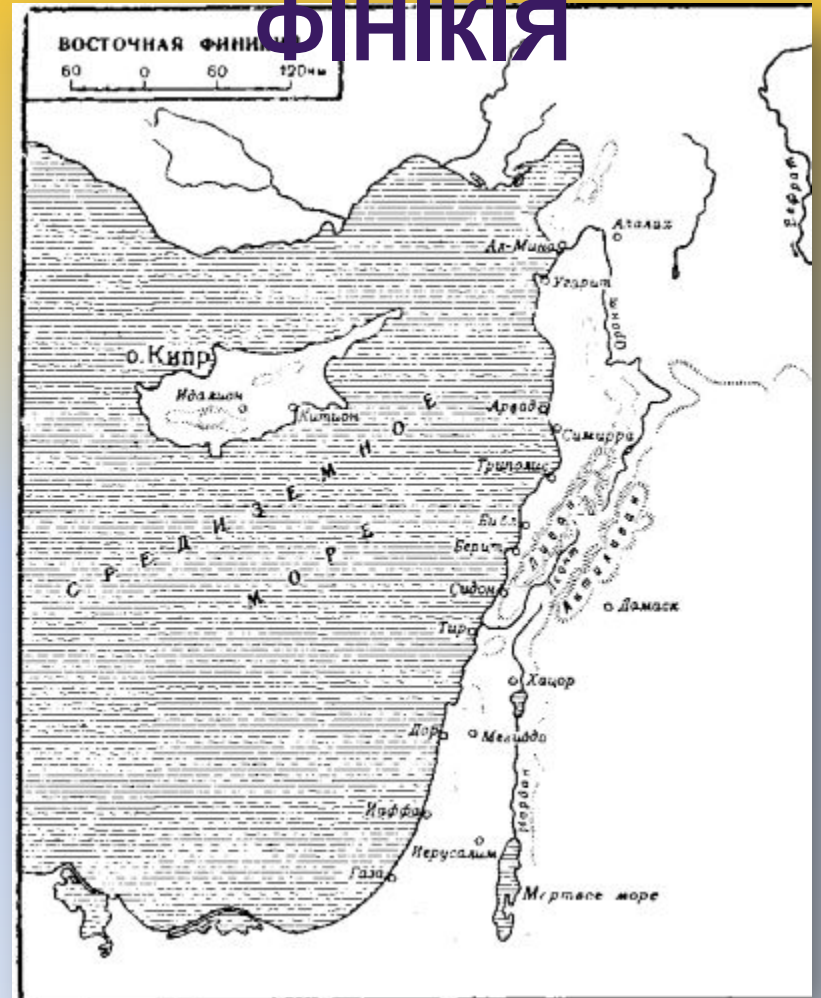 ФІНІКІЯ
ВОСТОЧНАЯ ФИНИКИЯ
60 0 60 120км
Евфрат
Алалах
Ал-Мина
Угарит
Оронт
о.Кипр
Идалион
Китион
Арвад
Симирра
Триполис
СРЕДИЗЕМНОЕ
МОРЕ
Библ
Берит
Ливан
Антиливан
Сидон
Дамаск
Тир
Хацор
Дор
Мегиддо
Иордан
Иаффа
Иерусалим
Газа
Мертвое море